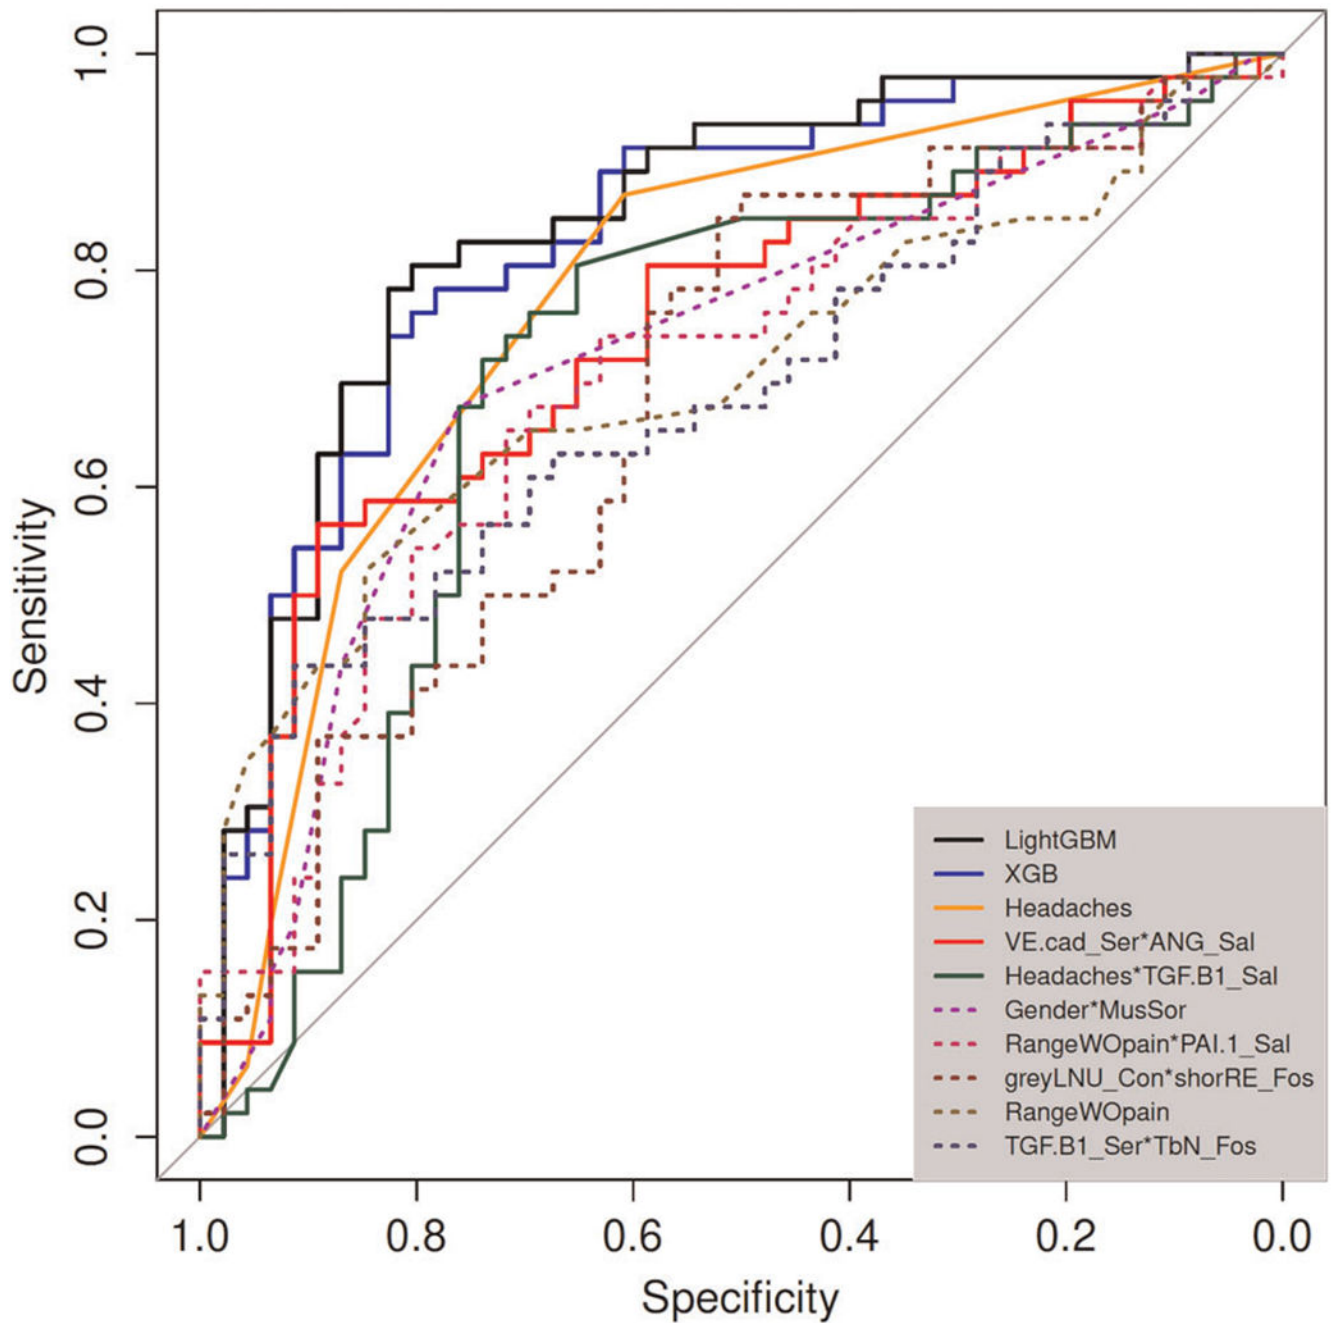 1.0
0.8
0.6
0.4
0.2
0.0
Sensitivity
LightGBM
XGB
Headaches
VE.cad_Ser*ANG_Sal
Headaches*TGF.B1_Sal
Gender*MusSor
RangeWOpain*PAI.1_Sal
greyLNU_Con*shorRE_Fos
RangeWOpain
TGF.B1_Ser*TbN_Fos
1.0 0.8 0.6 0.4 0.2 0.0
Specificity